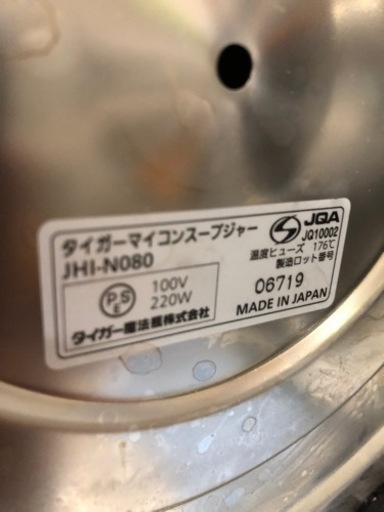 タイガーマイコンスープジャー
JHI-N080
PSE
100V
220W
タイガー魔法瓶株式会社
JQA
JQ10002
温度ヒューズ 176℃
製造ロット番号
06719
MADE IN JAPAN